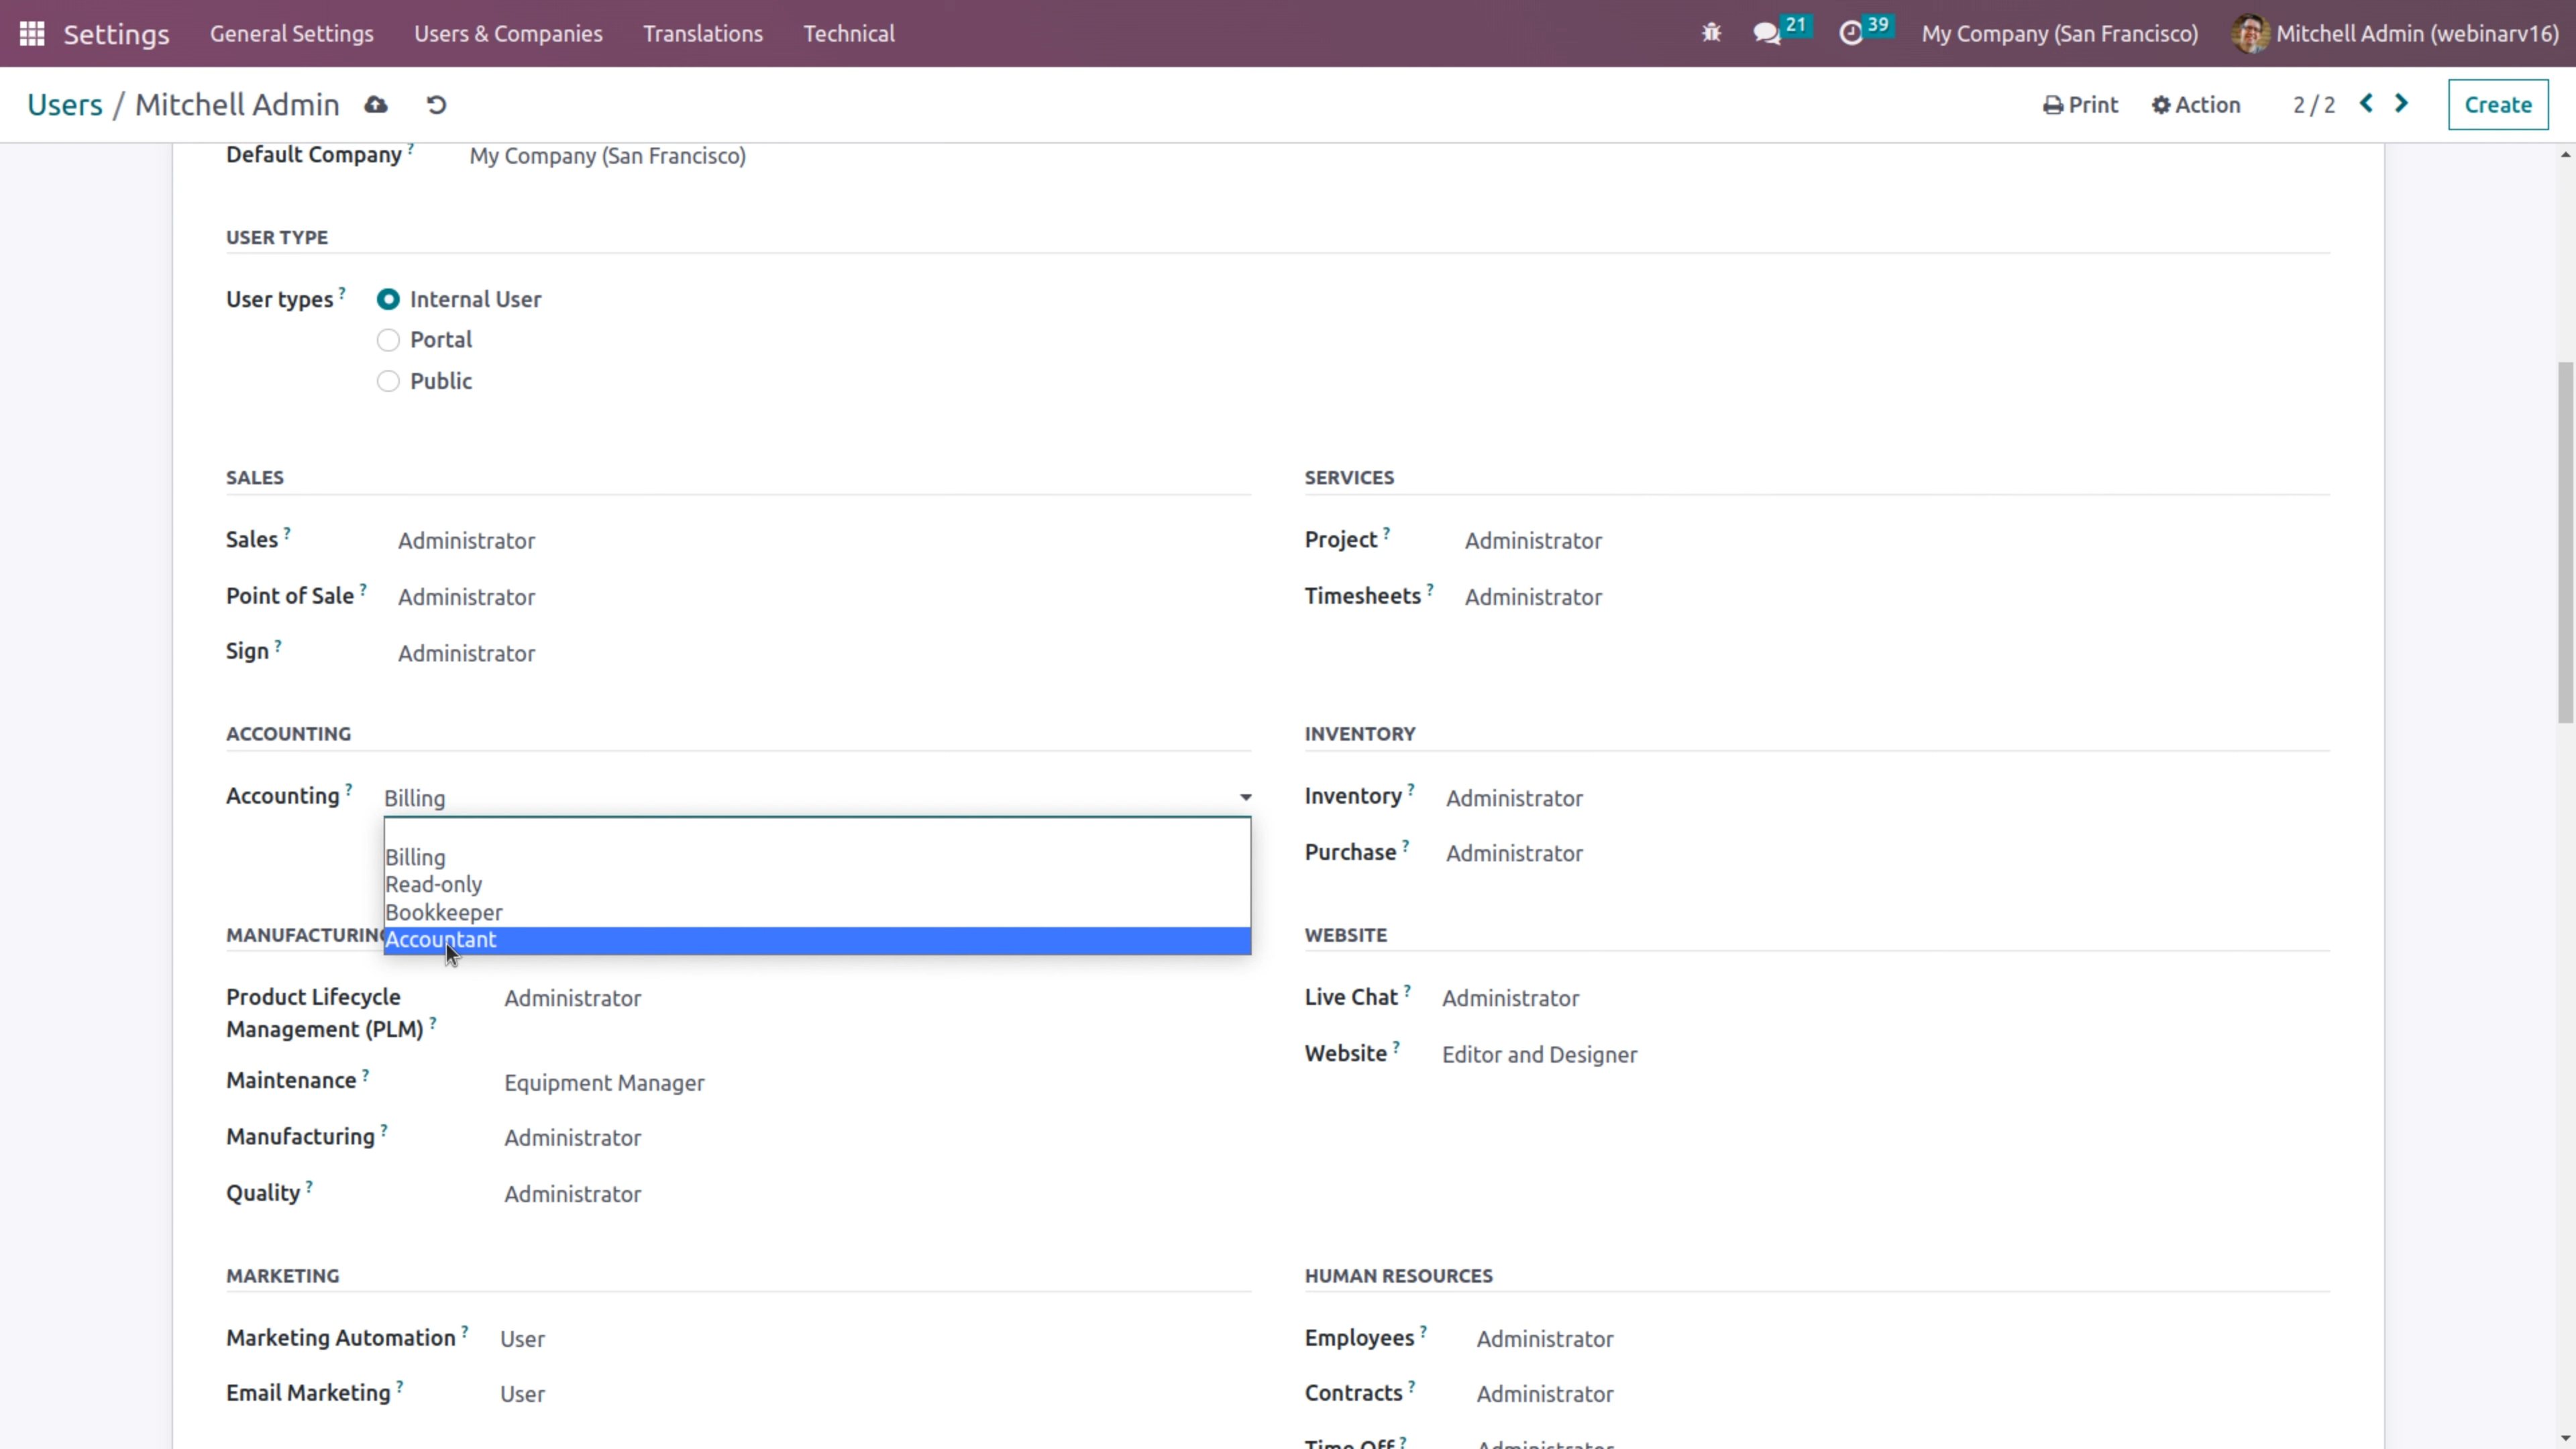 Settings General Settings Users & Companies Translations Technical 21 39 My Company (San Francisco) Mitchell Admin (webinarv16)
Users / Mitchell Admin Print Action 2 / 2 Create
Default Company ? My Company (San Francisco)
USER TYPE
User types ? Internal User
Portal
Public
SALES
Sales ? Administrator
Point of Sale ? Administrator
Sign ? Administrator
SERVICES
Project ? Administrator
Timesheets ? Administrator
ACCOUNTING
Accounting ? Billing
Billing
Read-only
Bookkeeper
Accountant
INVENTORY
Inventory ? Administrator
Purchase ? Administrator
MANUFACTURING
Product Lifecycle
Management (PLM) ? Administrator
Maintenance ? Equipment Manager
Manufacturing ? Administrator
Quality ? Administrator
WEBSITE
Live Chat ? Administrator
Website ? Editor and Designer
MARKETING
Marketing Automation ? User
Email Marketing ? User
HUMAN RESOURCES
Employees ? Administrator
Contracts ? Administrator
Time Off ? Administrator